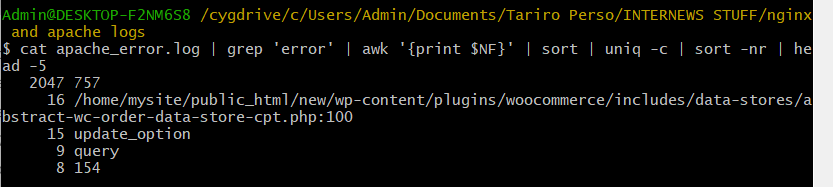 Admin@DESKTOP-F2NM6S8 /cygdrive/c/Users/Admin/Documents/Tariro Perso/INTERNEWS STUFF/nginx
 and apache logs
$ cat apache_error.log | grep 'error' | awk '{print $NF}' | sort | uniq -c | sort -nr | he
ad -5
   2047 757
     16 /home/mysite/public_html/new/wp-content/plugins/woocommerce/includes/data-stores/a
bstract-wc-order-data-store-cpt.php:100
     15 update_option
      9 query
      8 154